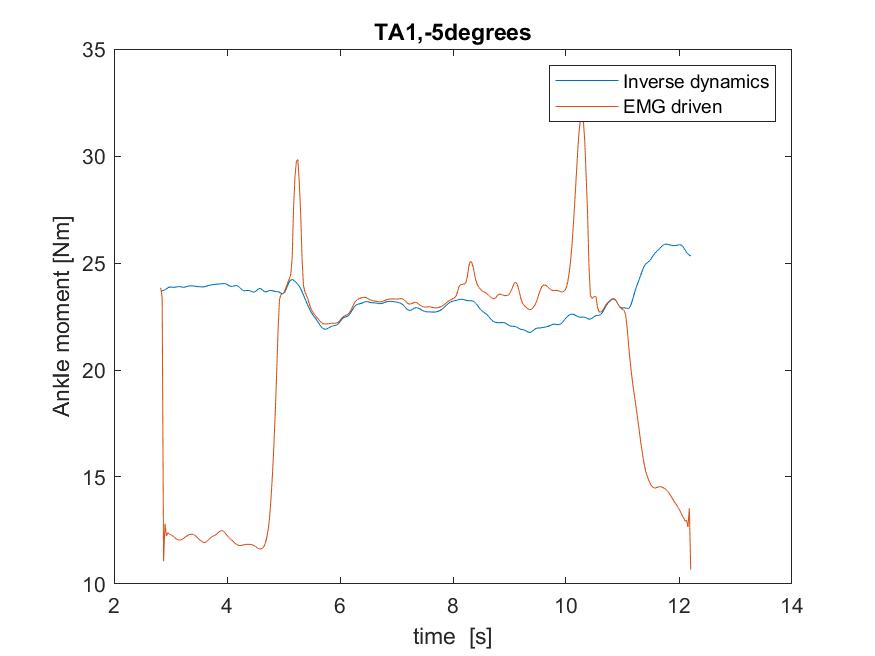 TA1,-5degrees
Inverse dynamics
EMG driven
35
30
25
20
15
10
Ankle moment [Nm]
2 4 6 8 10 12 14
time [s]